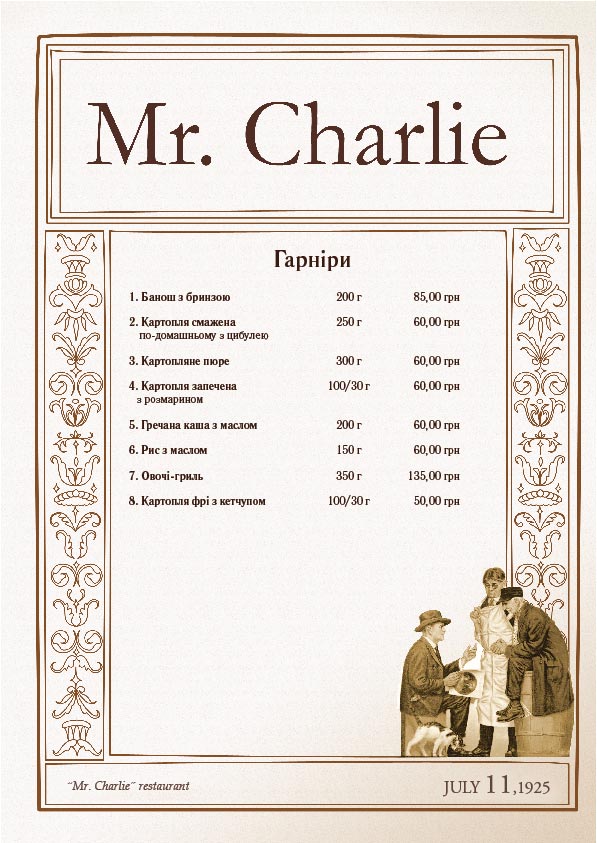 Mr. Charlie
Гарніри
1. Банош з бринзою 200 г 85,00 грн
2. Картопля смажена 250 г 60,00 грн
по-домашньому з цибулею
3. Картопляне пюре 300 г 60,00 грн
4. Картопля запечена 100/30 г 60,00 грн
з розмарином
5. Гречана каша з маслом 200 г 60,00 грн
6. Рис з маслом 150 г 60,00 грн
7. Овочі-гриль 350 г 135,00 грн
8. Картопля фрі з кетчупом 100/30 г 50,00 грн
"Mr. Charlie" restaurant
JULY 11,1925